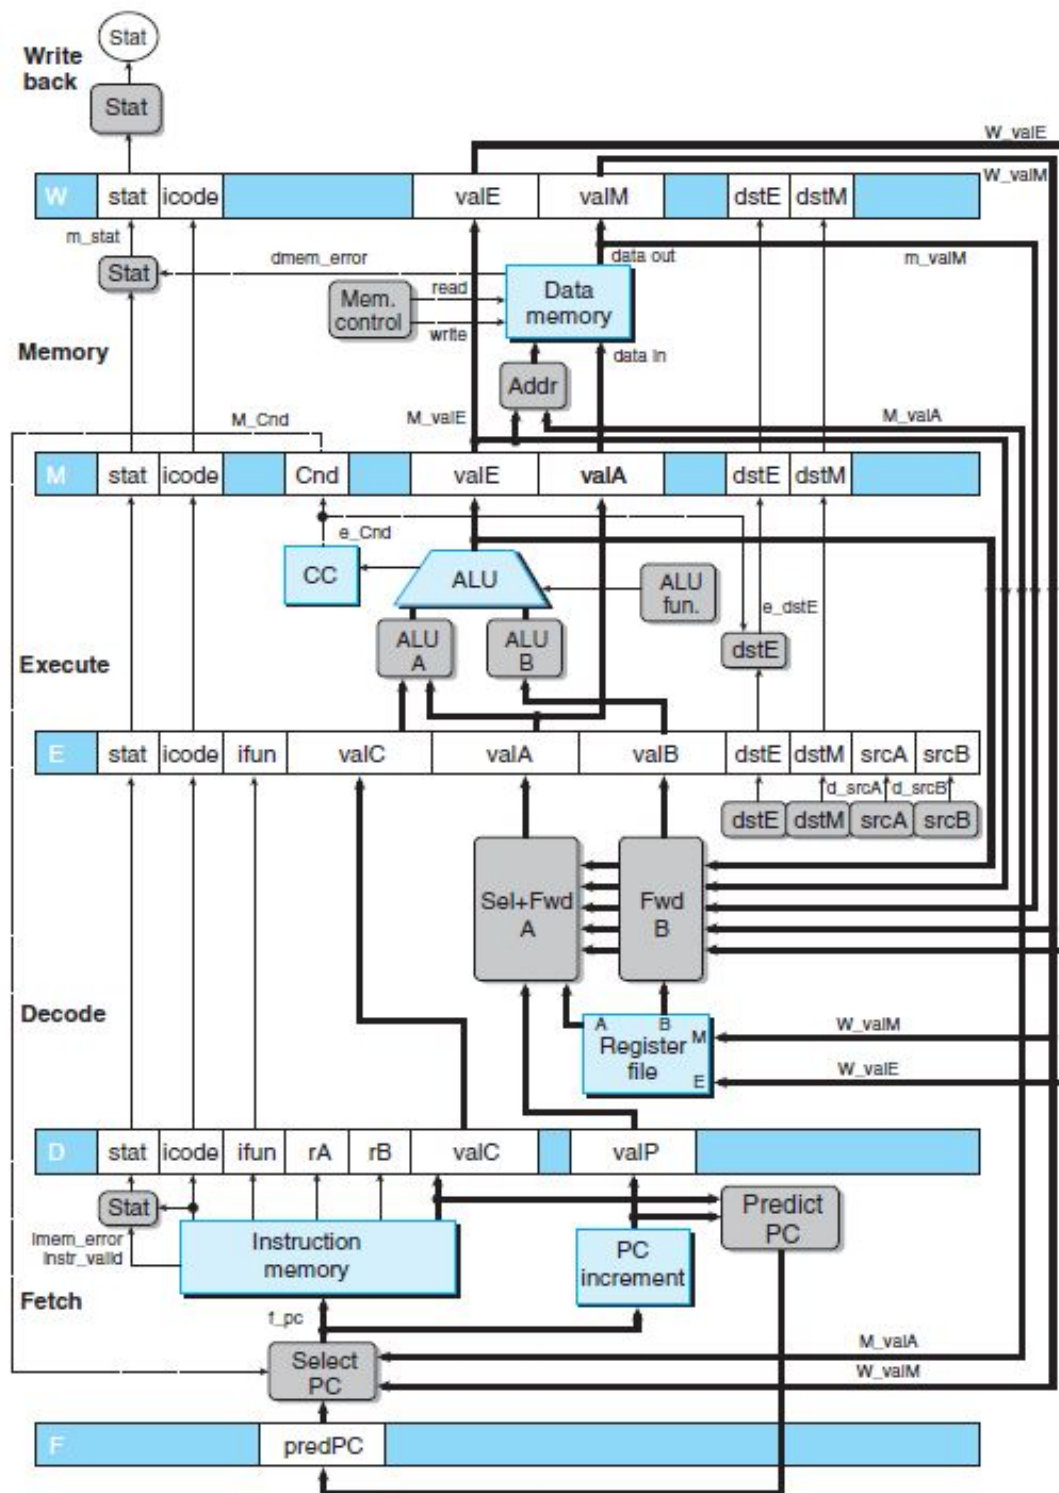 Stat
Write
back
Stat
W_valE
W stat icode valE valM dstE dstM
W_valM
m_stat
dmem_error
data out
m_valM
Stat
read
Mem.
control
write
Data
memory
Memory
data in
Addr
M_Cnd
M_valE
M_valA
M stat icode Cnd valE valA dstE dstM
e_Cnd
CC
ALU
ALU
fun.
e_dstE
ALU
A
ALU
B
dstE
Execute
E stat icode ifun valC valA valB dstE dstM srcA srcB
d_srcA d_srcB
dstE dstM srcA srcB
Sel+Fwd
A
Fwd
B
Decode
A B
M
E
Register
file
W_valM
W_valE
D stat icode ifun rA rB valC valP
Stat
Imem_error
Instr_valid
Instruction
memory
PC
increment
Predict
PC
Fetch
f_pc
Select
PC
M_valA
W_valM
F predPC